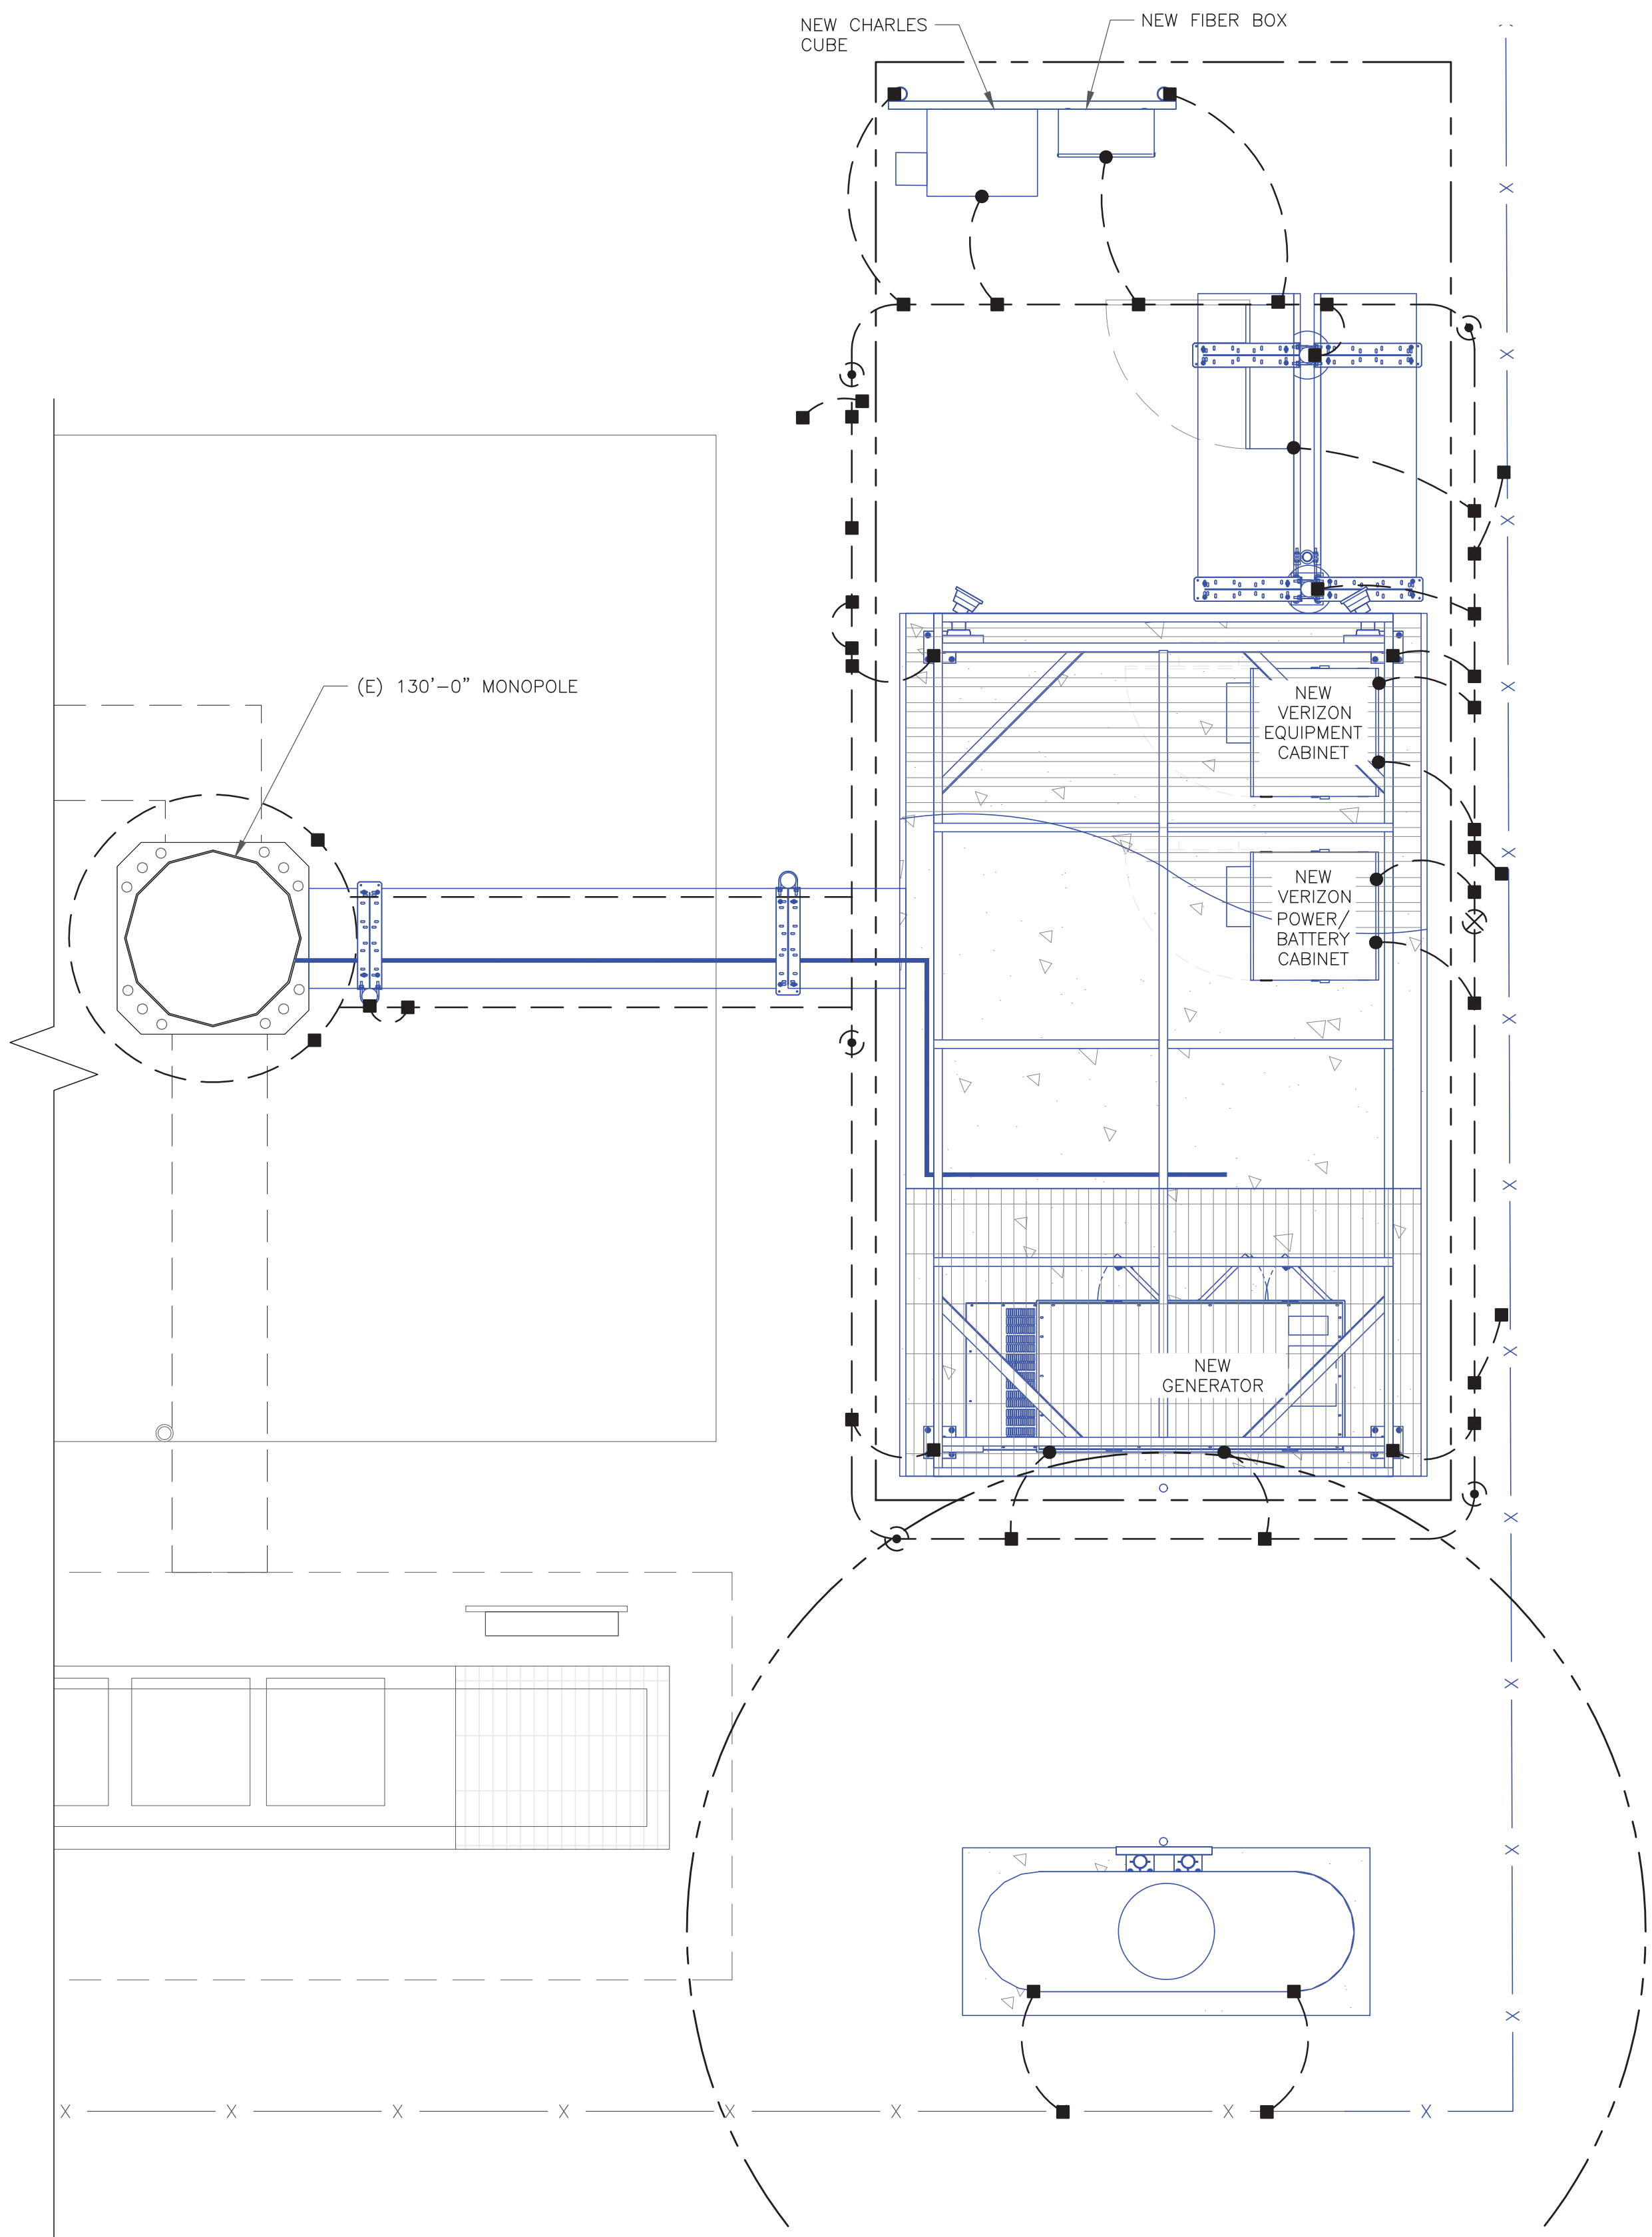 NEW CHARLES
CUBE
NEW FIBER BOX
(E) 130'-0" MONOPOLE
NEW
VERIZON
EQUIPMENT
CABINET
NEW
VERIZON
POWER/
BATTERY
CABINET
NEW
GENERATOR